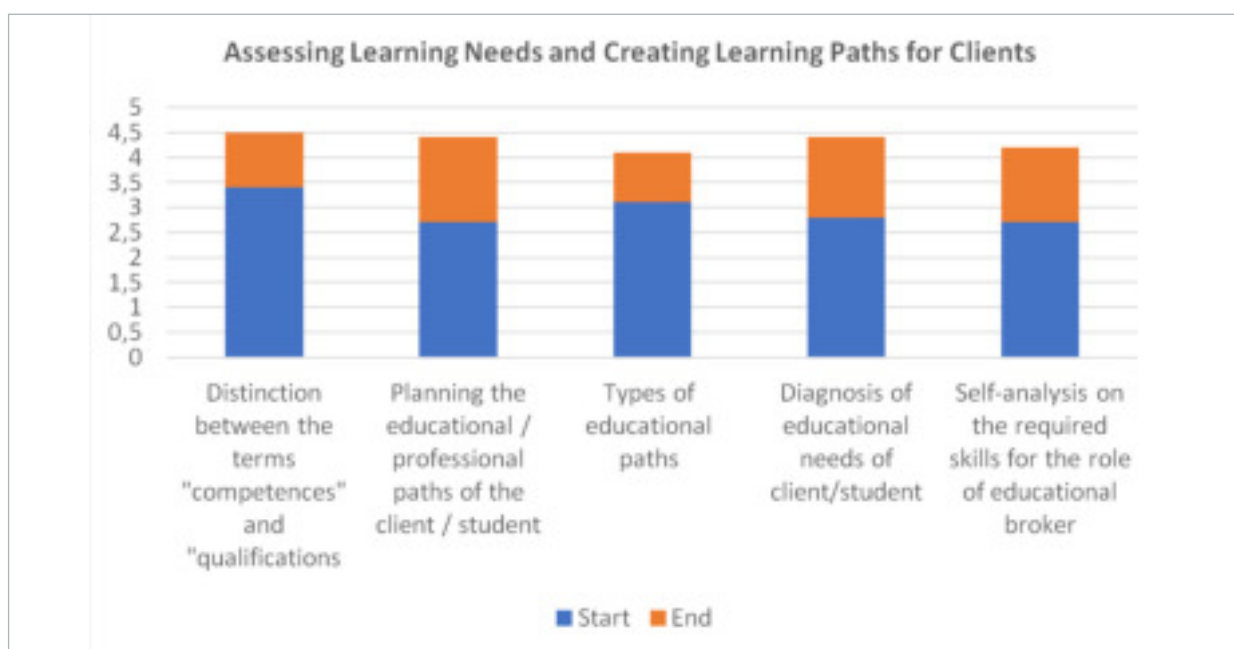 Assessing Learning Needs and Creating Learning Paths for Clients
5
4,5
4
3,5
3
2,5
2
1,5
1
0,5
0
Distinction
between the
terms
"competences"
and
"qualifications
Planning the
educational /
professional
paths of the
client / student
Types of
educational
paths
Diagnosis of
educational
needs of
client/student
Self-analysis on
the required
skills for the role
of educational
broker
Start End